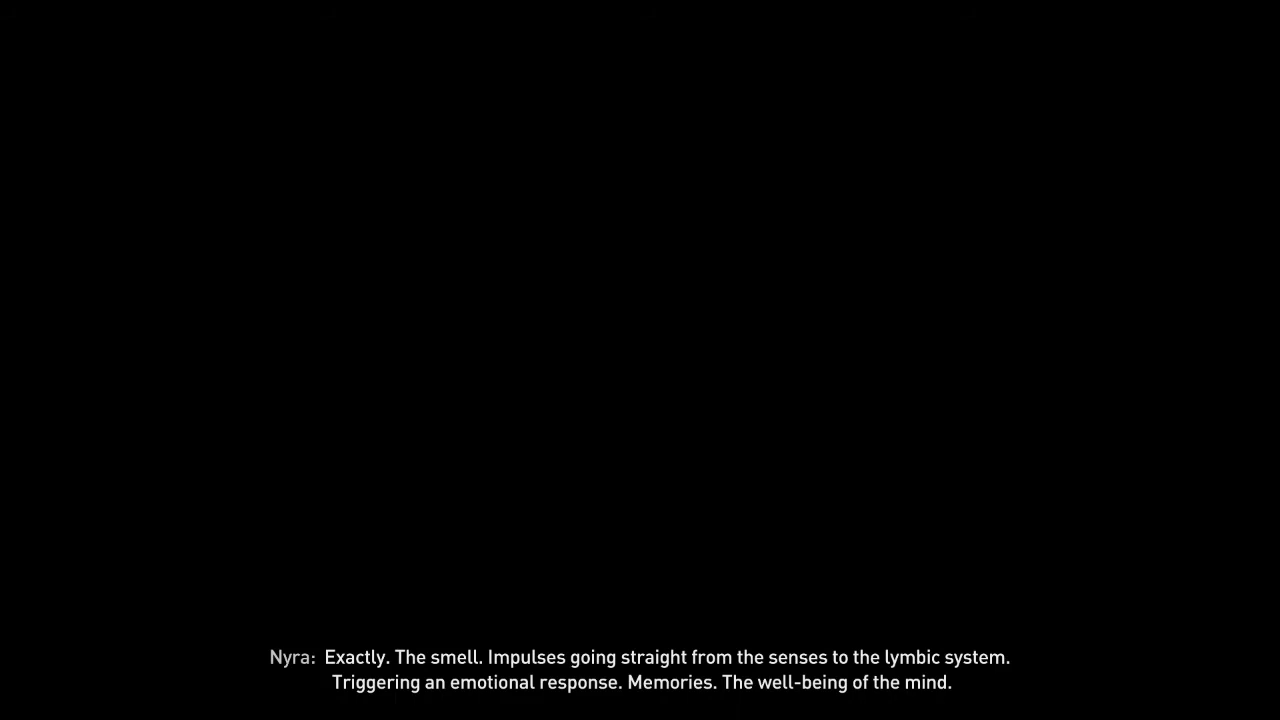 Nyra: Exactly. The smell. Impulses going straight from the senses to the lymbic system.
Triggering an emotional response. Memories. The well-being of the mind.